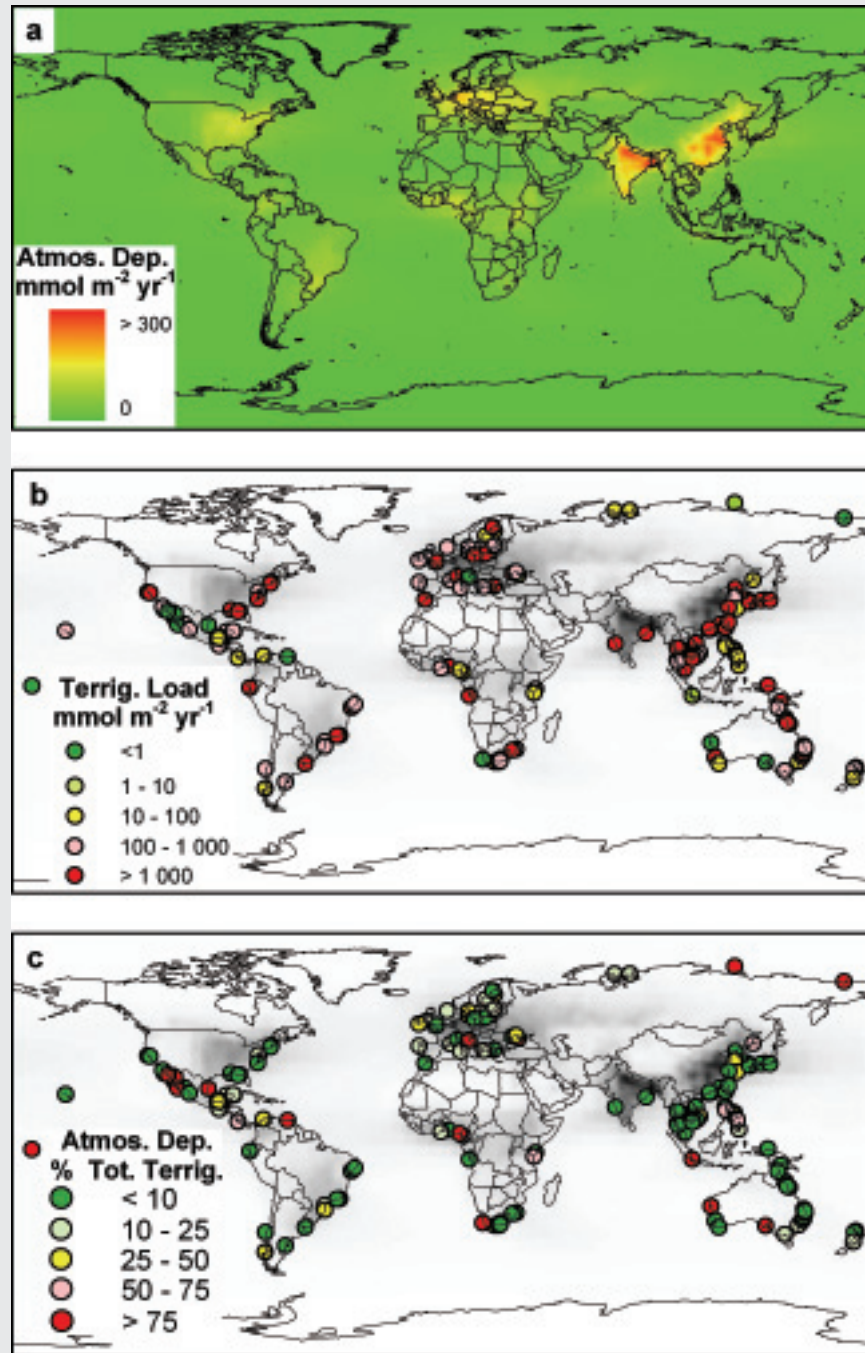 a
Atmos. Dep.
mmol m⁻² yr⁻¹
> 300
0
b
Terrig. Load
mmol m⁻² yr⁻¹
<1
1 - 10
10 - 100
100 - 1 000
> 1 000
c
Atmos. Dep.
% Tot. Terrig.
< 10
10 - 25
25 - 50
50 - 75
> 75